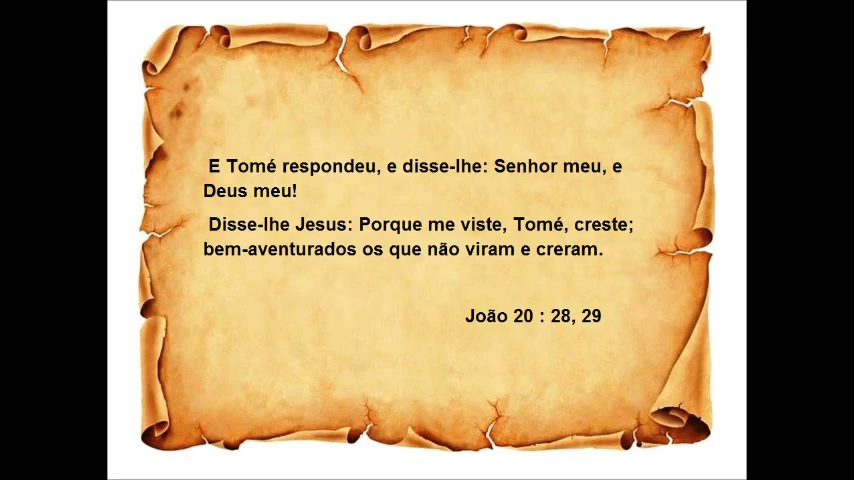 E Tomé respondeu, e disse-lhe: Senhor meu, e
Deus meu!
Disse-lhe Jesus: Porque me viste, Tomé, creste;
bem-aventurados os que não viram e creram.
João 20 : 28, 29